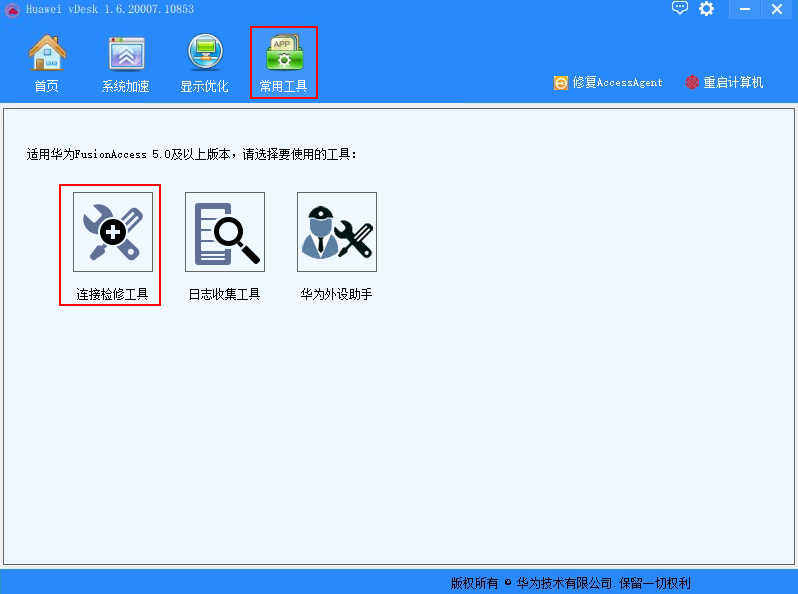 Huawei vDesk 1.6.20007.10853
首页 系统加速 显示优化 APP 常用工具 修复AccessAgent 重启计算机
适用华为FusionAccess 5.0及以上版本，请选择要使用的工具：
连接检修工具 日志收集工具 华为外设助手
版权所有 © 华为技术有限公司.保留一切权利